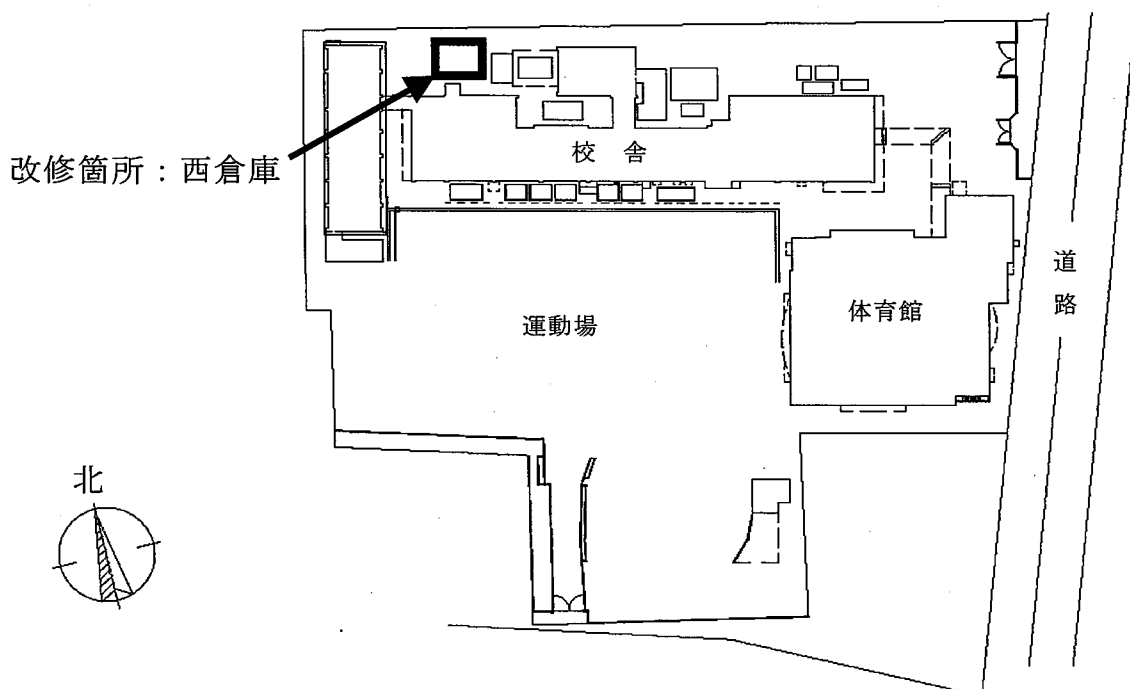 改修箇所：西倉庫
校舎
運動場
体育館
道路
北